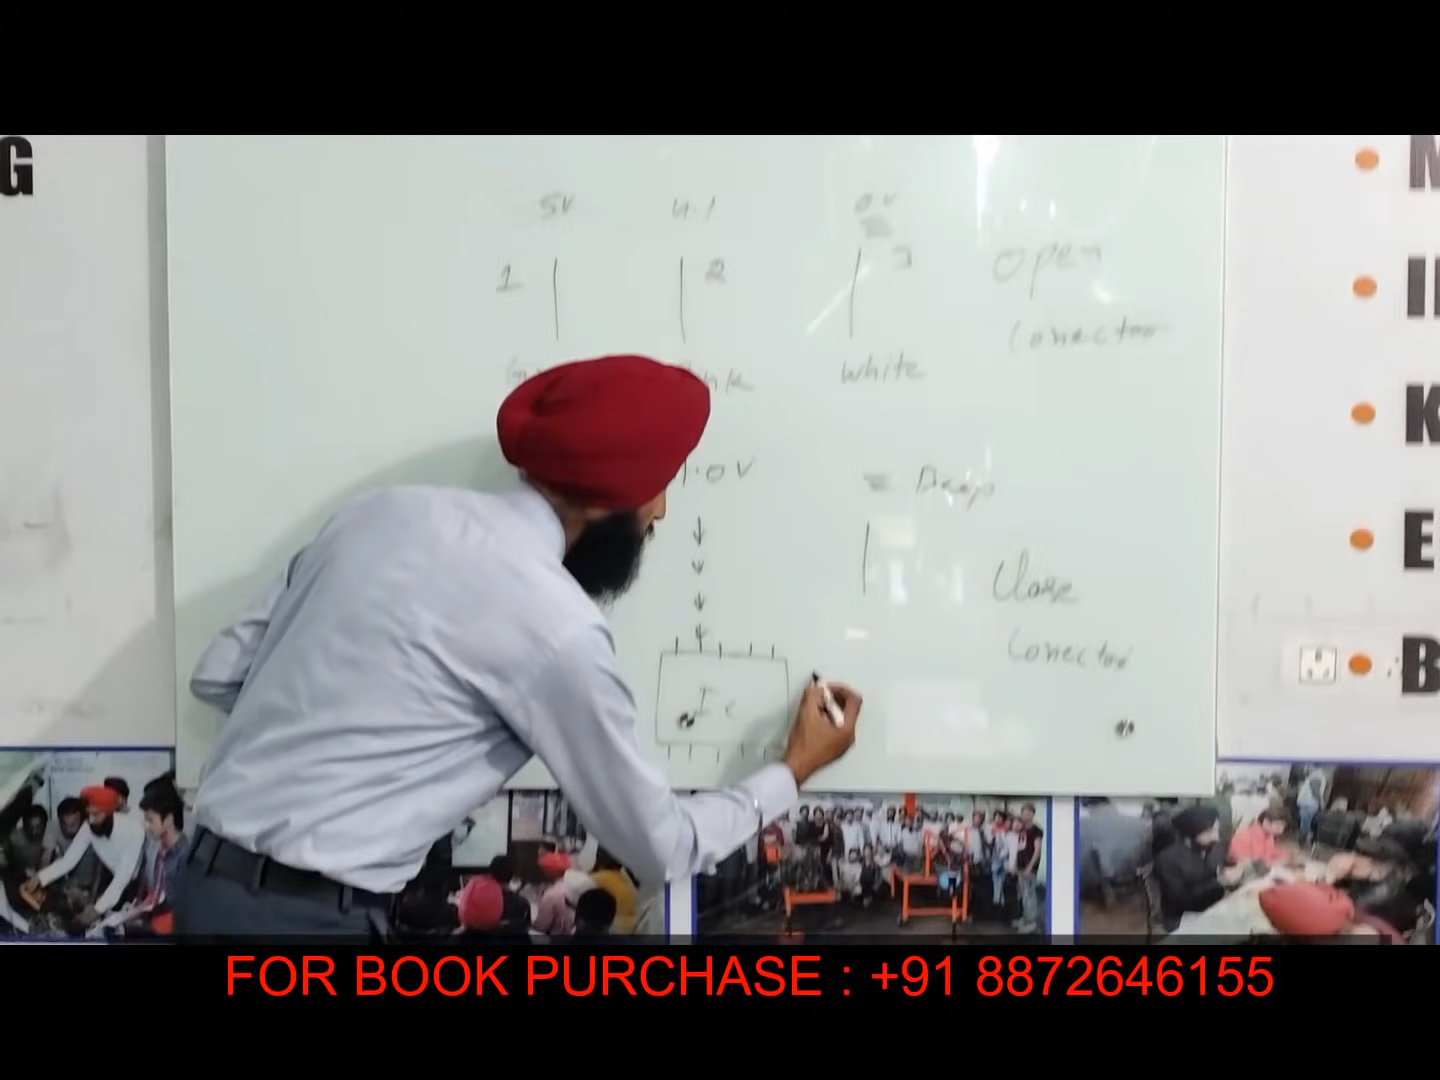 G
5V 4.1 0V
1 2 3 Open
Conector
White
.0V = Drop
Close
Conector
Ic
M
K
E
B
FOR BOOK PURCHASE : +91 8872646155